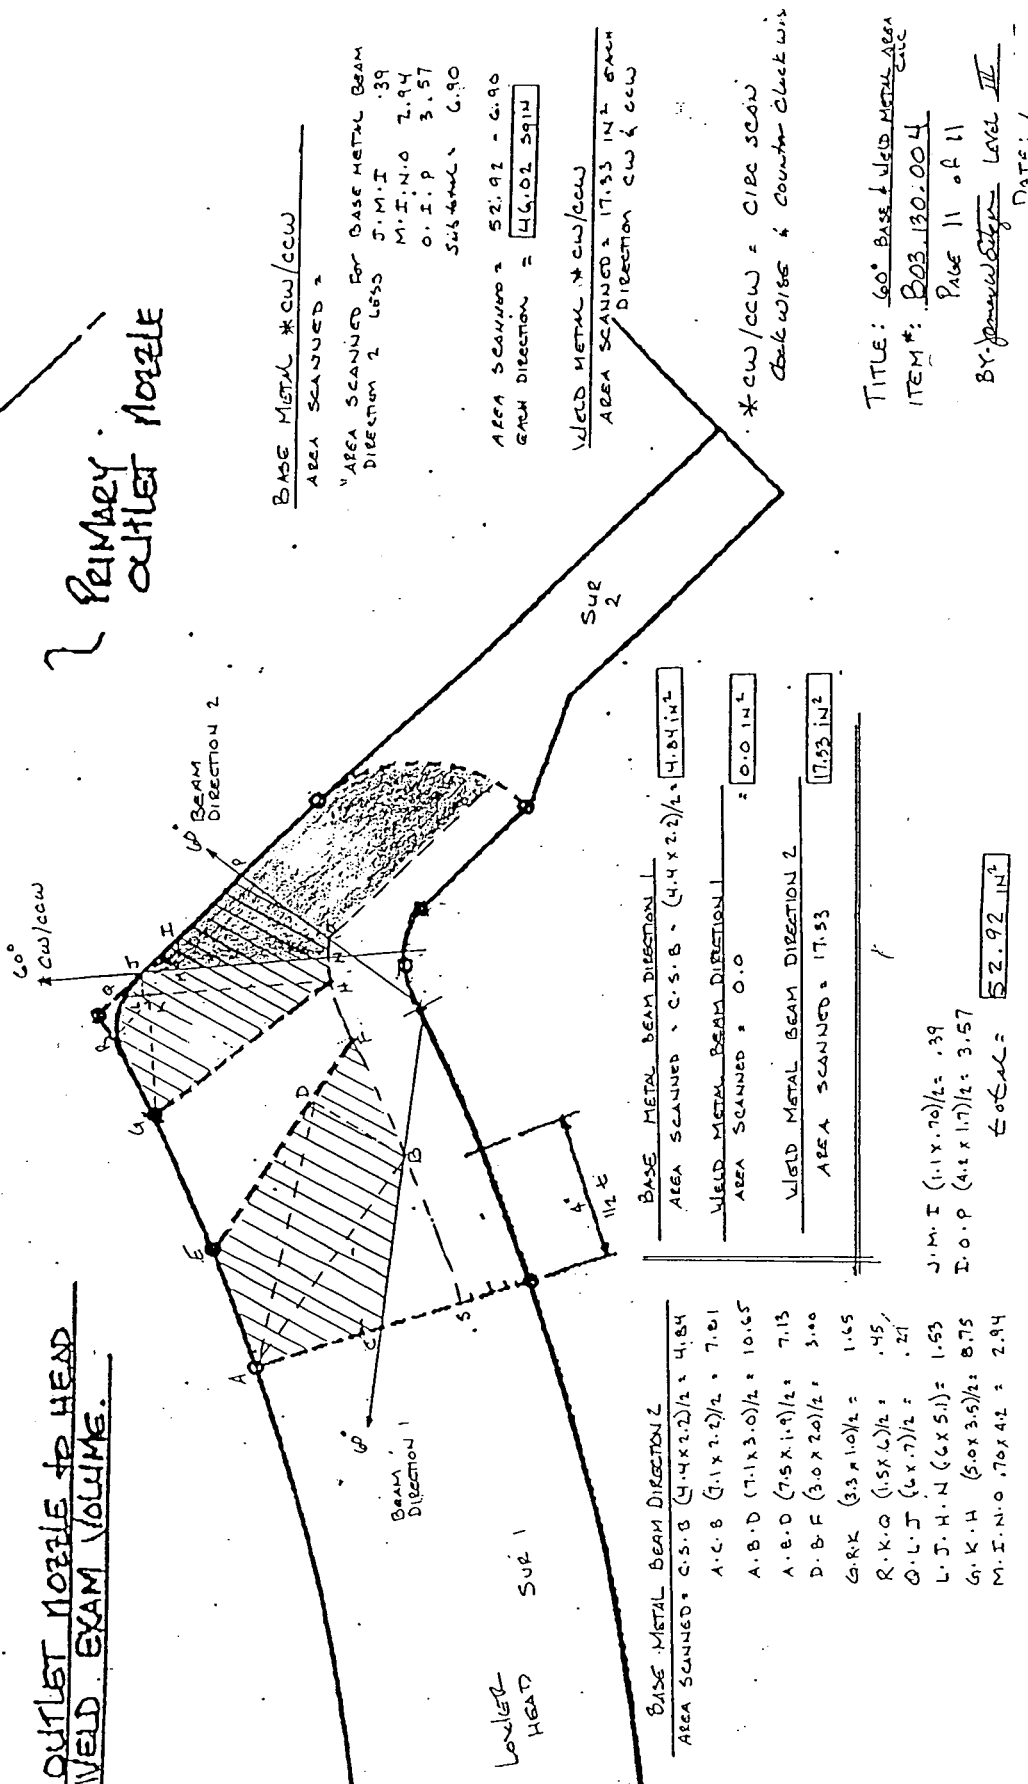 OUTLET NOZZLE to HEAD
WELD EXAM VOLUME.
} PRIMARY
OUTLET NOZZLE
60°
* CW/CCW
60° BEAM
DIRECTION 2
60°
BEAM
DIRECTION 1
A
E
G
R
Q
J
I
L
K
M
P
H
N
O
F
D
B
C
S
SUR 1
SUR
2
LOWER
HEAD
4"
1/2 t
BASE METAL *CW/CCW
AREA SCANNED =
"AREA SCANNED FOR BASE METAL BEAM
DIRECTION 2 LESS J.M.I .39
M.I.N.O 2.94
O.I.P 3.57
Subtotal = 6.90
AREA SCANNED = 52.92 - 6.90
EACH DIRECTION = 46.02 SQIN
WELD METAL * CW/CCW
AREA SCANNED = 17.33 IN² EACH
DIRECTION CW & CCW
* CW/CCW = CIRC SCAN
Clockwise & Counter Clockwis
BASE METAL BEAM DIRECTION 1
AREA SCANNED = C.S.B = (4.4 x 2.2)/2 = 4.84 in²
WELD METAL BEAM DIRECTION 1
AREA SCANNED = 0.0 = 0.0 IN²
WELD METAL BEAM DIRECTION 2
AREA SCANNED = 17.33 17.33 in²
BASE METAL BEAM DIRECTION 2
AREA SCANNED = C.S.B (4.4 x 2.2)/2 = 4.84
A.C.B (7.1 x 2.2)/2 = 7.81
A.B.D (7.1 x 3.0)/2 = 10.65
A.E.D (7.5 x 1.9)/2 = 7.13
D.B.F (3.0 x 2.0)/2 = 3.00
G.R.K (3.3 x 1.0)/2 = 1.65
R.K.Q (1.5 x .6)/2 = .45
Q.L.J (.6 x .7)/2 = .21
L.J.H.N (.6 x 5.1) = 1.53
G.K.H (5.0 x 3.5)/2 = 8.75
M.I.N.O .70 x 4.2 = 2.94
J.M.I (1.1 x .70)/2 = .39
I.O.P (4.2 x 1.7)/2 = 3.57
total = 52.92 IN²
TITLE: 60° BASE & WELD METAL AREA
CALC
ITEM #: B03.130.004
PAGE 11 of 11
BY: Level III
DATE: